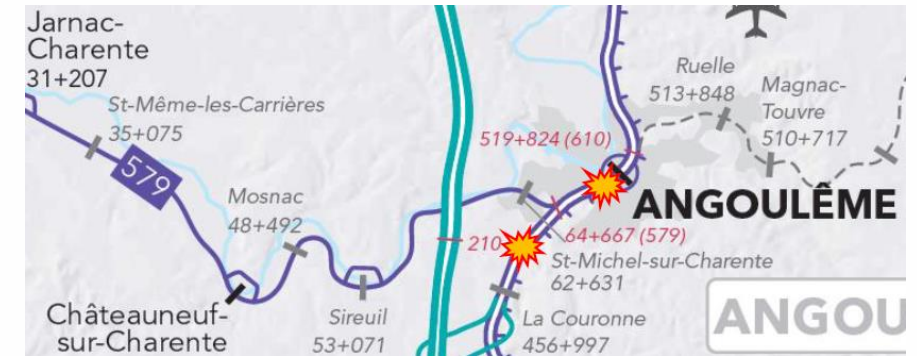 Jarnac-
Charente
31+207
St-Même-les-Carrières
35+075
579
Mosnac
48+492
Châteauneuf-
sur-Charente
Sireuil
53+071
519+824 (610)
Ruelle
513+848
Magnac-
Touvre
510+717
ANGOULÊME
210
64+667 (579)
St-Michel-sur-Charente
62+631
La Couronne
456+997
ANGOU